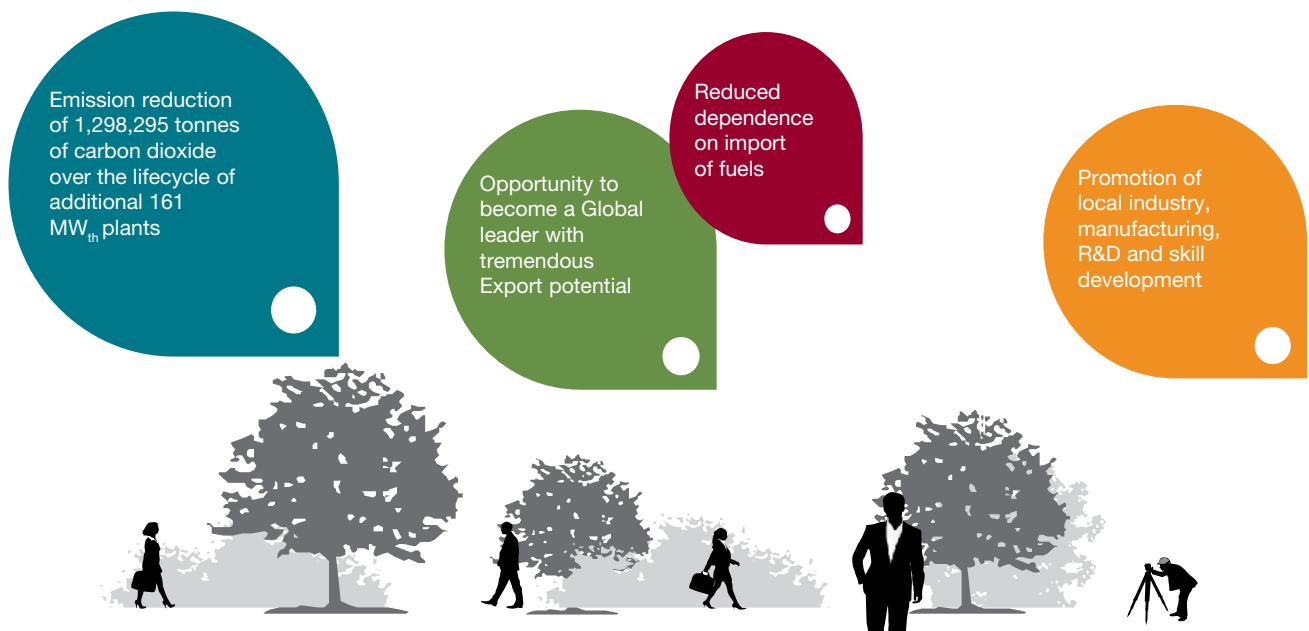 Emission reduction
of 1,298,295 tonnes
of carbon dioxide
over the lifecycle of
additional 161
MWth plants
Opportunity to
become a Global
leader with
tremendous
Export potential
Reduced
dependence
on import
of fuels
Promotion of
local industry,
manufacturing,
R&D and skill
development